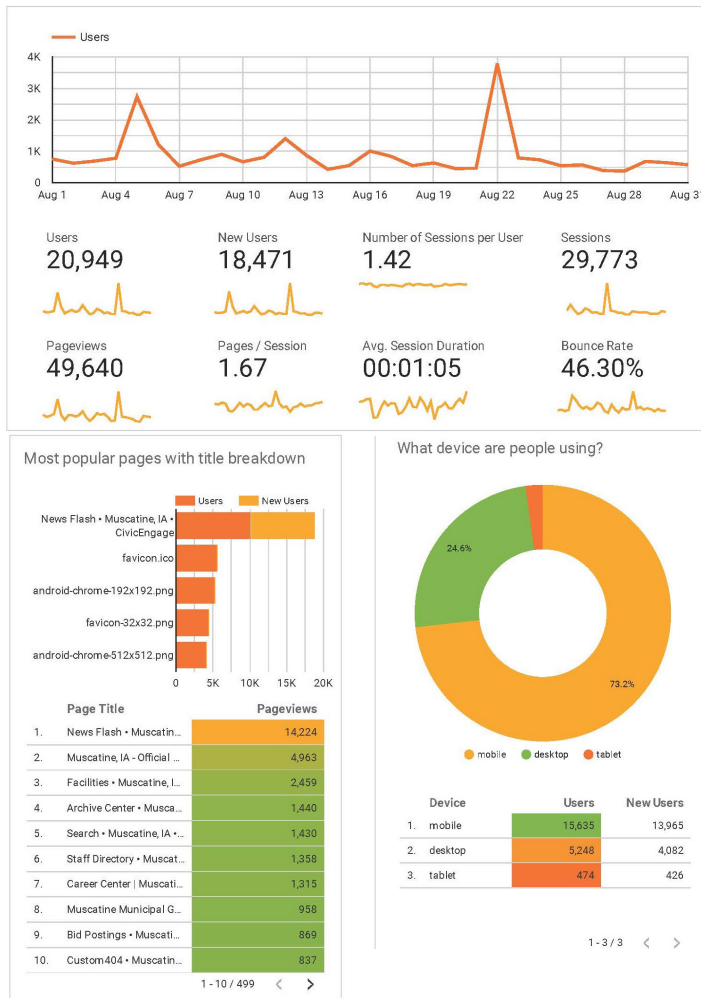 Users
4K
3K
2K
1K
0
Aug 1 Aug 4 Aug 7 Aug 10 Aug 13 Aug 16 Aug 19 Aug 22 Aug 25 Aug 28 Aug 31
Users New Users Number of Sessions per User Sessions
20,949 18,471 1.42 29,773
Pageviews Pages / Session Avg. Session Duration Bounce Rate
49,640 1.67 00:01:05 46.30%
Most popular pages with title breakdown
Users New Users
News Flash • Muscatine, IA •
CivicEngage
favicon.ico
android-chrome-192x192.png
favicon-32x32.png
android-chrome-512x512.png
0 5K 10K 15K 20K
Page Title Pageviews
1. News Flash • Muscatin... 14,224
2. Muscatine, IA - Official ... 4,963
3. Facilities • Muscatine, I... 2,459
4. Archive Center • Musca... 1,440
5. Search • Muscatine, IA •... 1,430
6. Staff Directory • Muscat... 1,358
7. Career Center | Muscati... 1,315
8. Muscatine Municipal G... 958
9. Bid Postings • Muscati... 869
10. Custom404 • Muscatin... 837
1 - 10 / 499 < >
What device are people using?
24.6%
73.2%
mobile desktop tablet
Device Users New Users
1. mobile 15,635 13,965
2. desktop 5,248 4,082
3. tablet 474 426
1 - 3 / 3 < >